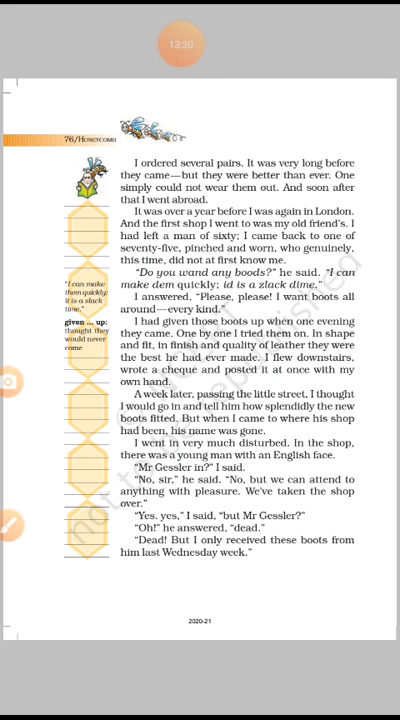 13:30
76/HONEYCOMB
I ordered several pairs. It was very long before
they came—but they were better than ever. One
simply could not wear them out. And soon after
that I went abroad.
It was over a year before I was again in London.
And the first shop I went to was my old friend's. I
had left a man of sixty; I came back to one of
seventy-five, pinched and worn, who genuinely,
this time, did not at first know me.
“Do you wand any boods?” he said. “I can
make dem quickly; id is a zlack dime.”
I answered, “Please, please! I want boots all
around—every kind.”
I had given those boots up when one evening
they came. One by one I tried them on. In shape
and fit, in finish and quality of leather they were
the best he had ever made. I flew downstairs,
wrote a cheque and posted it at once with my
own hand.
A week later, passing the little street, I thought
I would go in and tell him how splendidly the new
boots fitted. But when I came to where his shop
had been, his name was gone.
I went in very much disturbed. In the shop,
there was a young man with an English face.
“Mr Gessler in?” I said.
“No, sir,” he said. “No, but we can attend to
anything with pleasure. We've taken the shop
over.”
“Yes. yes,” I said, “but Mr Gessler?”
“Oh!” he answered, “dead.”
“Dead! But I only received these boots from
him last Wednesday week.”
“I can make
them quickly;
it is a slack
time.”
given ... up:
thought they
would never
come
not to be republished
2020-21